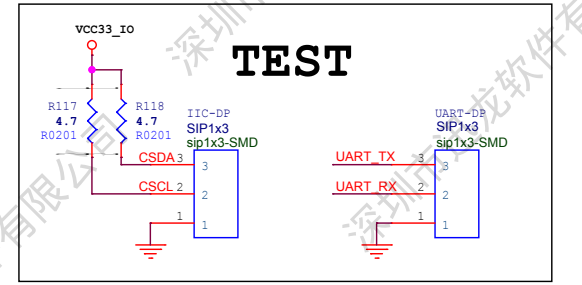 VCC33_IO
TEST
R117
4.7
R0201
R118
4.7
R0201
IIC-DP
SIP1x3
sip1x3-SMD
CSDA 3
3
CSCL 2
2
1
1
UART-DP
SIP1x3
sip1x3-SMD
UART_TX
3
3
UART_RX
2
2
1
1
深圳市
有限公司
深圳市
龙软件有